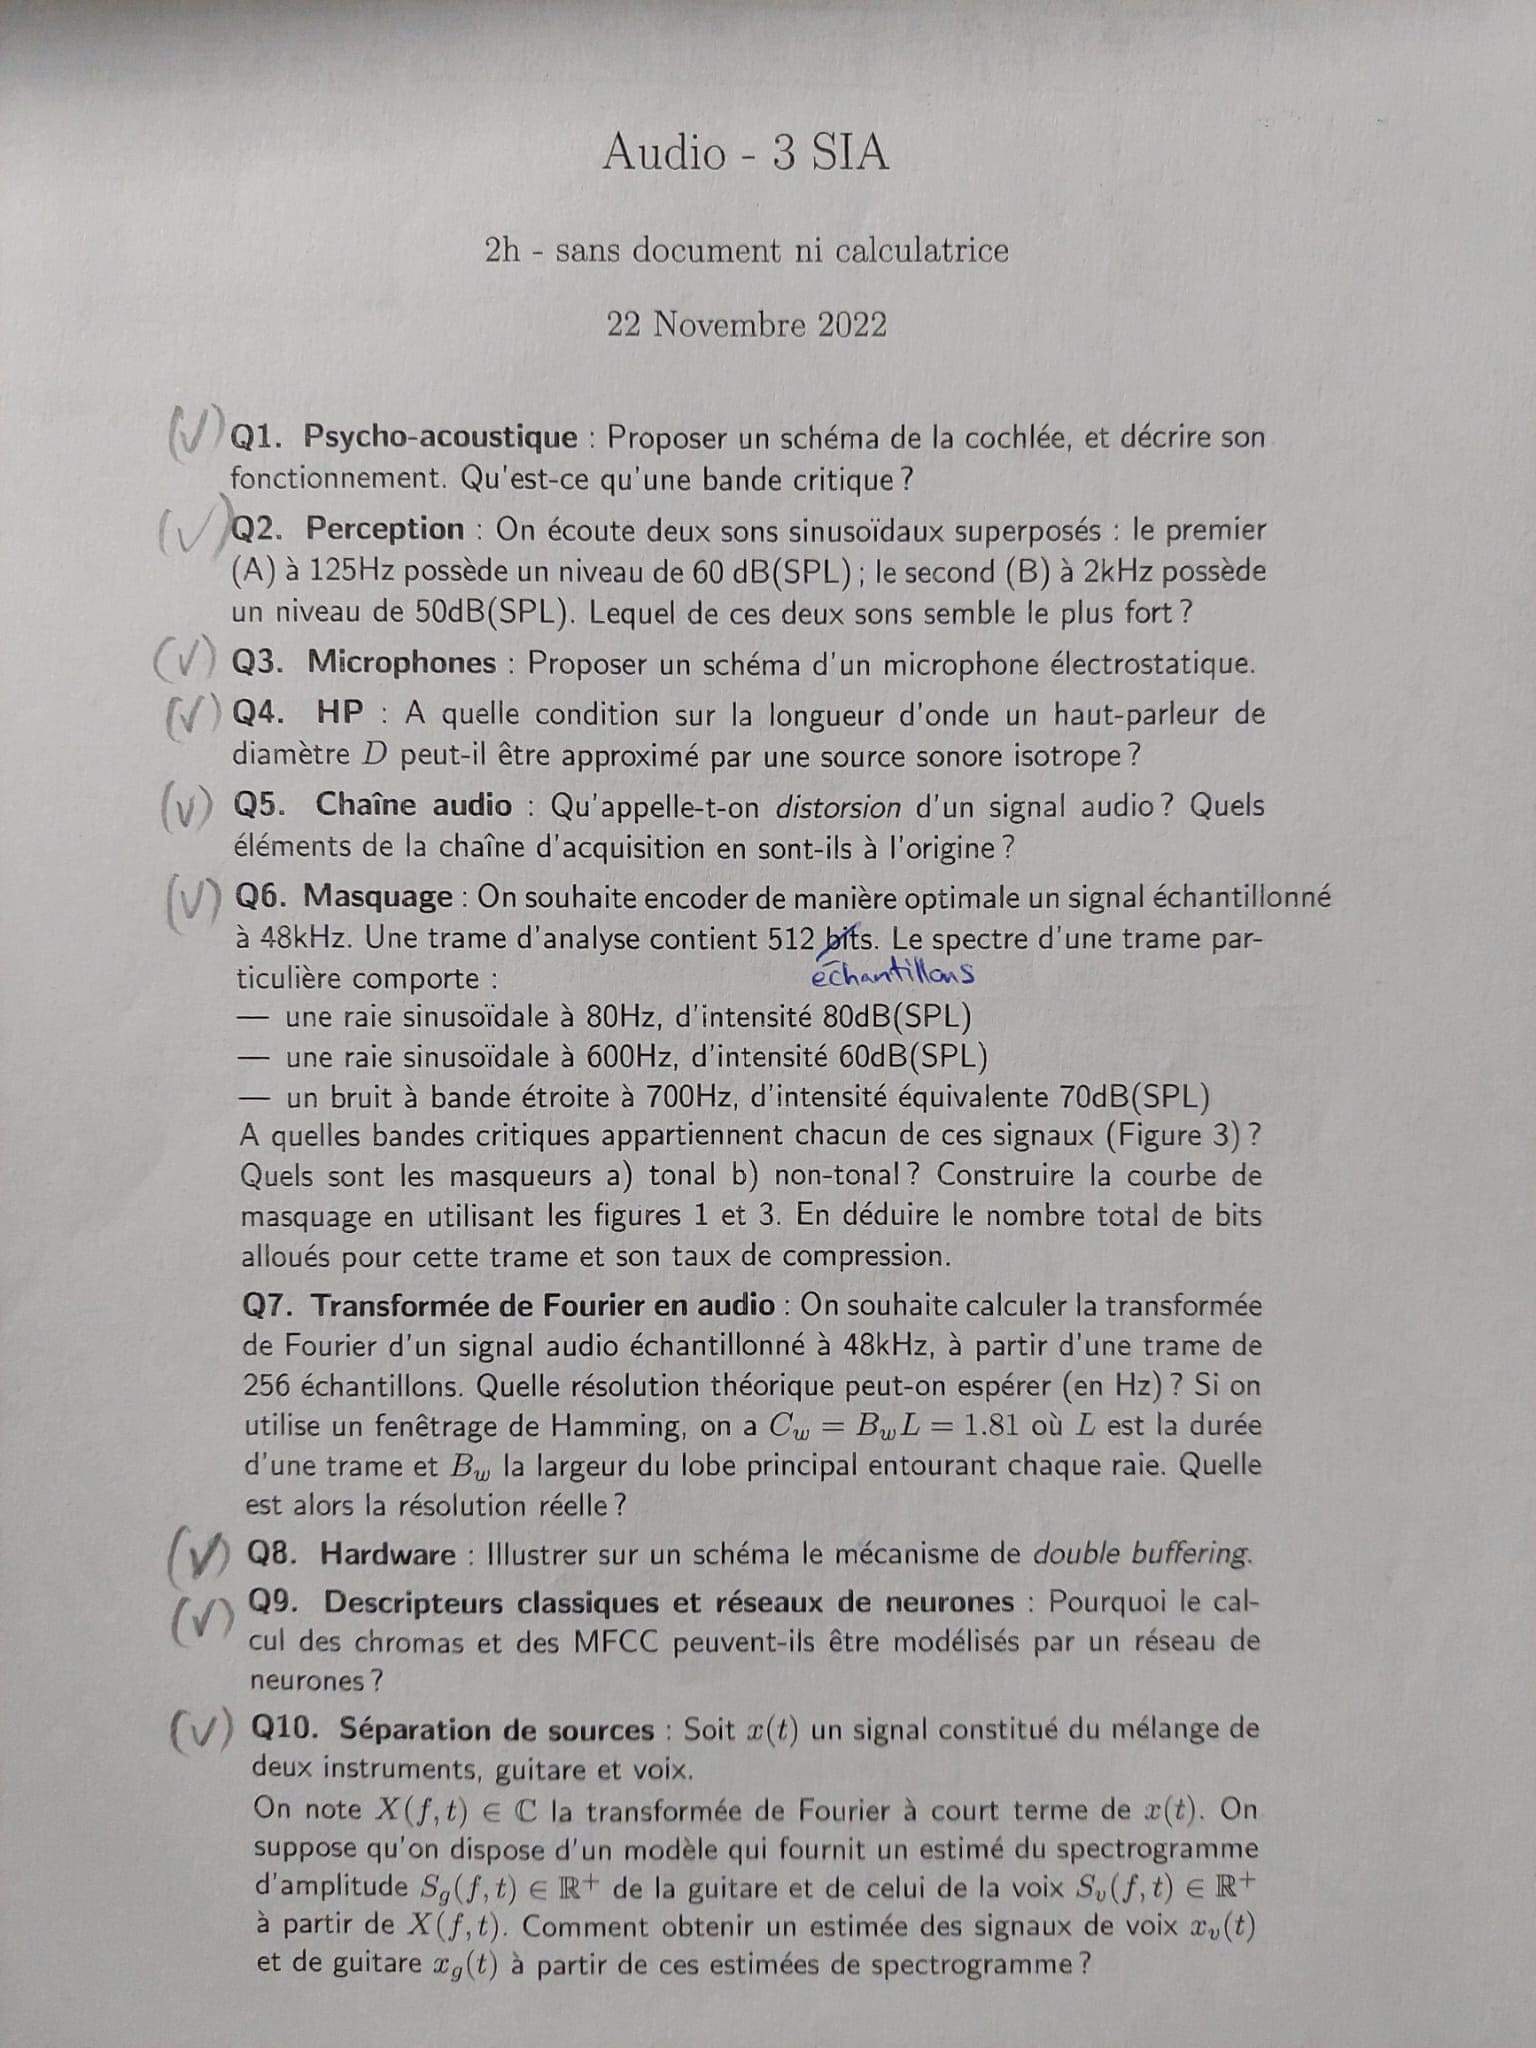 Audio - 3 SIA
2h - sans document ni calculatrice
22 Novembre 2022
(√) Q1. Psycho-acoustique : Proposer un schéma de la cochlée, et décrire son
fonctionnement. Qu'est-ce qu'une bande critique ?
(√) Q2. Perception : On écoute deux sons sinusoïdaux superposés : le premier
(A) à 125Hz possède un niveau de 60 dB(SPL) ; le second (B) à 2kHz possède
un niveau de 50dB(SPL). Lequel de ces deux sons semble le plus fort ?
(√) Q3. Microphones : Proposer un schéma d'un microphone électrostatique.
(√) Q4. HP : A quelle condition sur la longueur d'onde un haut-parleur de
diamètre D peut-il être approximé par une source sonore isotrope ?
(√) Q5. Chaîne audio : Qu'appelle-t-on distorsion d'un signal audio ? Quels
éléments de la chaîne d'acquisition en sont-ils à l'origine ?
(√) Q6. Masquage : On souhaite encoder de manière optimale un signal échantillonné
à 48kHz. Une trame d'analyse contient 512 bits. Le spectre d'une trame par-
échantillons
ticulière comporte :
— une raie sinusoïdale à 80Hz, d'intensité 80dB(SPL)
— une raie sinusoïdale à 600Hz, d'intensité 60dB(SPL)
— un bruit à bande étroite à 700Hz, d'intensité équivalente 70dB(SPL)
A quelles bandes critiques appartiennent chacun de ces signaux (Figure 3) ?
Quels sont les masqueurs a) tonal b) non-tonal ? Construire la courbe de
masquage en utilisant les figures 1 et 3. En déduire le nombre total de bits
alloués pour cette trame et son taux de compression.
Q7. Transformée de Fourier en audio : On souhaite calculer la transformée
de Fourier d'un signal audio échantillonné à 48kHz, à partir d'une trame de
256 échantillons. Quelle résolution théorique peut-on espérer (en Hz) ? Si on
utilise un fenêtrage de Hamming, on a C_w = B_wL = 1.81 où L est la durée
d'une trame et B_w la largeur du lobe principal entourant chaque raie. Quelle
est alors la résolution réelle ?
(√) Q8. Hardware : Illustrer sur un schéma le mécanisme de double buffering.
(√) Q9. Descripteurs classiques et réseaux de neurones : Pourquoi le cal-
cul des chromas et des MFCC peuvent-ils être modélisés par un réseau de
neurones ?
(√) Q10. Séparation de sources : Soit x(t) un signal constitué du mélange de
deux instruments, guitare et voix.
On note X(f,t) ∈ ℂ la transformée de Fourier à court terme de x(t). On
suppose qu'on dispose d'un modèle qui fournit un estimé du spectrogramme
d'amplitude S_g(f,t) ∈ ℝ⁺ de la guitare et de celui de la voix S_v(f,t) ∈ ℝ⁺
à partir de X(f,t). Comment obtenir un estimée des signaux de voix x_v(t)
et de guitare x_g(t) à partir de ces estimées de spectrogramme ?